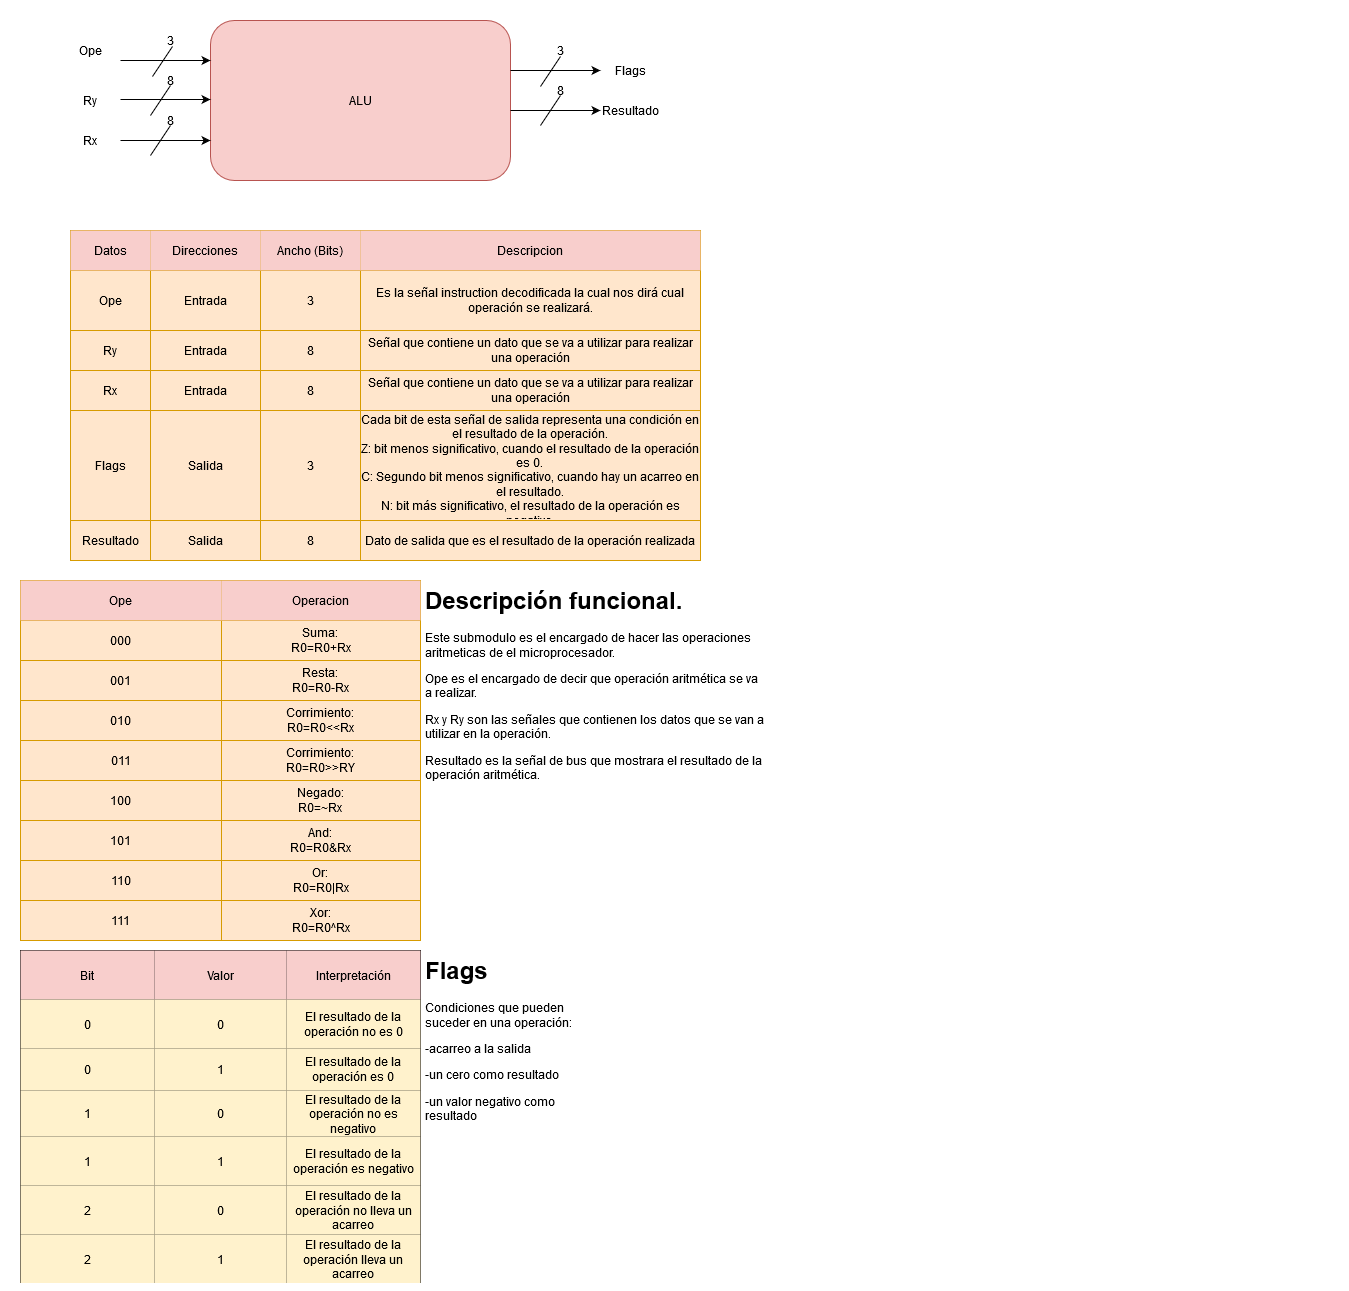 Ope
3
Ry
8
Rx
8
ALU
3
Flags
8
Resultado
Datos
Direcciones
Ancho (Bits)
Descripcion
Ope
Entrada
3
Es la señal instruction decodificada la cual nos dirá cual
operación se realizará.
Ry
Entrada
8
Señal que contiene un dato que se va a utilizar para realizar
una operación
Rx
Entrada
8
Señal que contiene un dato que se va a utilizar para realizar
una operación
Flags
Salida
3
Cada bit de esta señal de salida representa una condición en
el resultado de la operación.
Z: bit menos significativo, cuando el resultado de la operación
es 0.
C: Segundo bit menos significativo, cuando hay un acarreo en
el resultado.
N: bit más significativo, el resultado de la operación es
Resultado
Salida
8
Dato de salida que es el resultado de la operación realizada
Ope
Operacion
000
Suma:
R0=R0+Rx
001
Resta:
R0=R0-Rx
010
Corrimiento:
R0=R0<<Rx
011
Corrimiento:
R0=R0>>RY
100
Negado:
R0=~Rx
101
And:
R0=R0&Rx
110
Or:
R0=R0|Rx
111
Xor:
R0=R0^Rx
Descripción funcional.
Este submodulo es el encargado de hacer las operaciones
aritmeticas de el microprocesador.
Ope es el encargado de decir que operación aritmética se va
a realizar.
Rx y Ry son las señales que contienen los datos que se van a
utilizar en la operación.
Resultado es la señal de bus que mostrara el resultado de la
operación aritmética.
Bit
Valor
Interpretación
0
0
El resultado de la
operación no es 0
0
1
El resultado de la
operación es 0
1
0
El resultado de la
operación no es
negativo
1
1
El resultado de la
operación es negativo
2
0
El resultado de la
operación no lleva un
acarreo
2
1
El resultado de la
operación lleva un
acarreo
Flags
Condiciones que pueden
suceder en una operación:
-acarreo a la salida
-un cero como resultado
-un valor negativo como
resultado